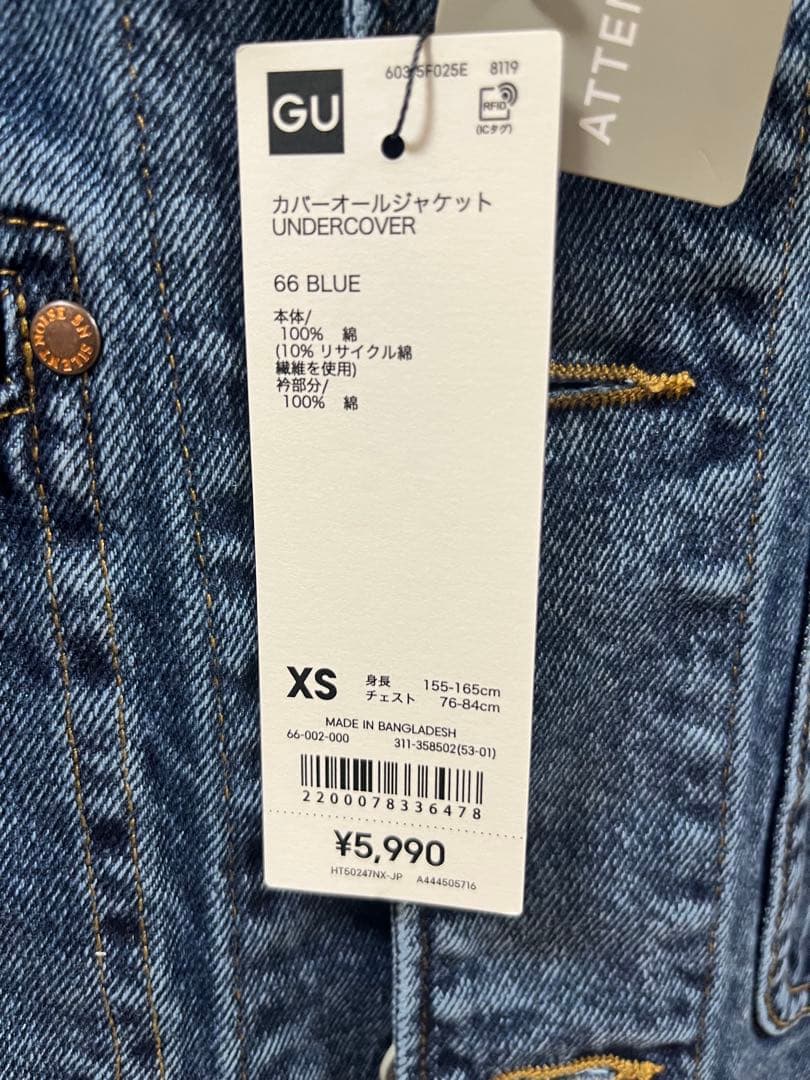 ATTEN
GU
603 5F025E 8119
RFID
(ICタグ)
カバーオールジャケット
UNDERCOVER
66 BLUE
本体/
100% 綿
(10% リサイクル綿
繊維を使用)
衿部分/
100% 綿
SILENT NOISE
XS 身長 155-165cm
チェスト 76-84cm
MADE IN BANGLADESH
66-002-000 311-358502(53-01)
2200078336478
¥5,990
HT50247NX-JP A444505716